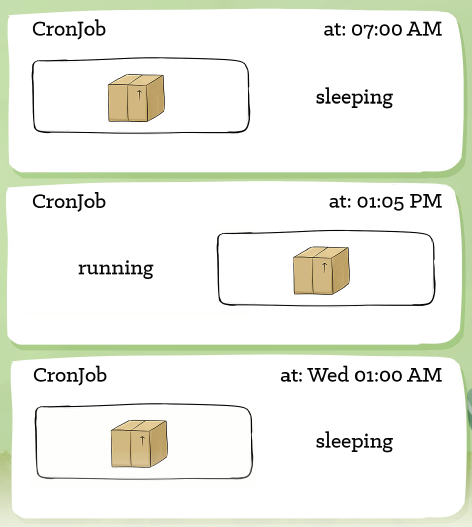 CronJob
at: 07:00 AM
sleeping
CronJob
at: 01:05 PM
running
CronJob
at: Wed 01:00 AM
sleeping